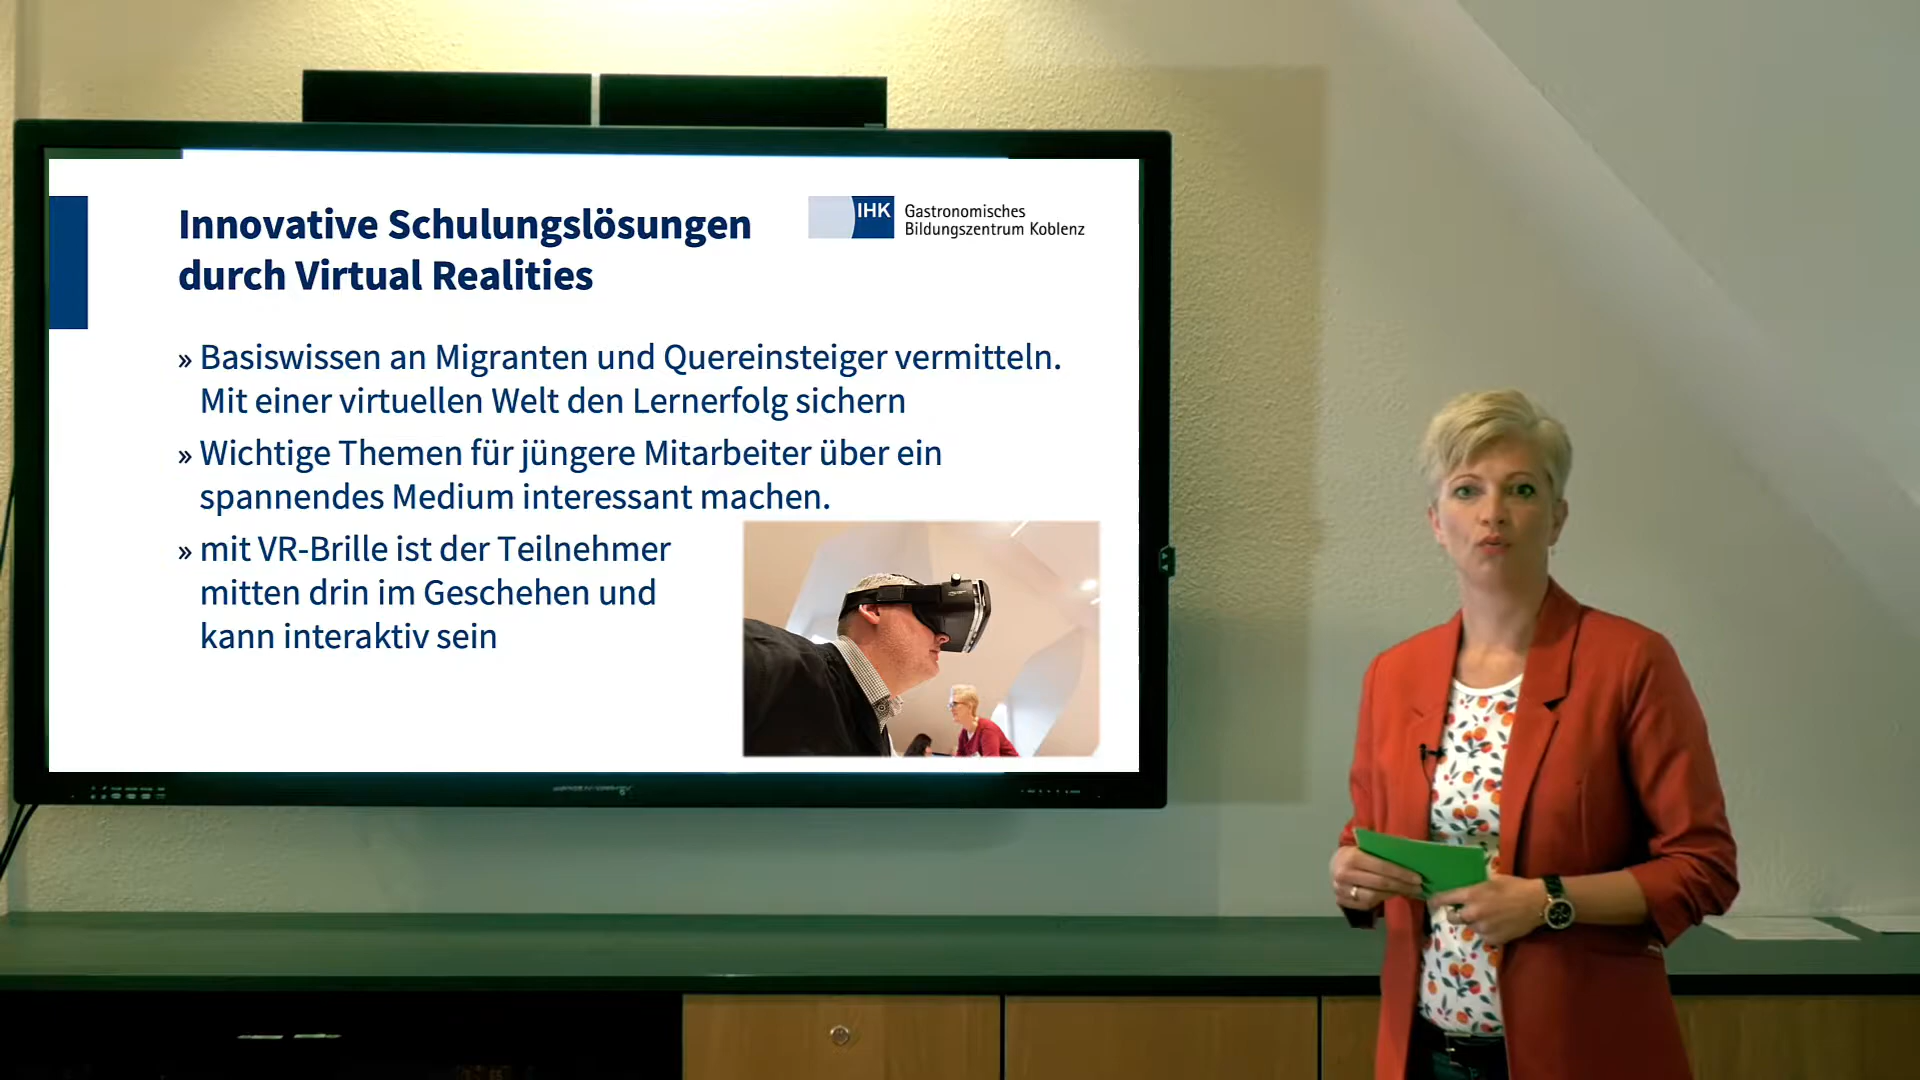 Innovative Schulungslösungen
durch Virtual Realities
IHK
Gastronomisches
Bildungszentrum Koblenz
» Basiswissen an Migranten und Quereinsteiger vermitteln.
Mit einer virtuellen Welt den Lernerfolg sichern
» Wichtige Themen für jüngere Mitarbeiter über ein
spannendes Medium interessant machen.
» mit VR-Brille ist der Teilnehmer
mitten drin im Geschehen und
kann interaktiv sein